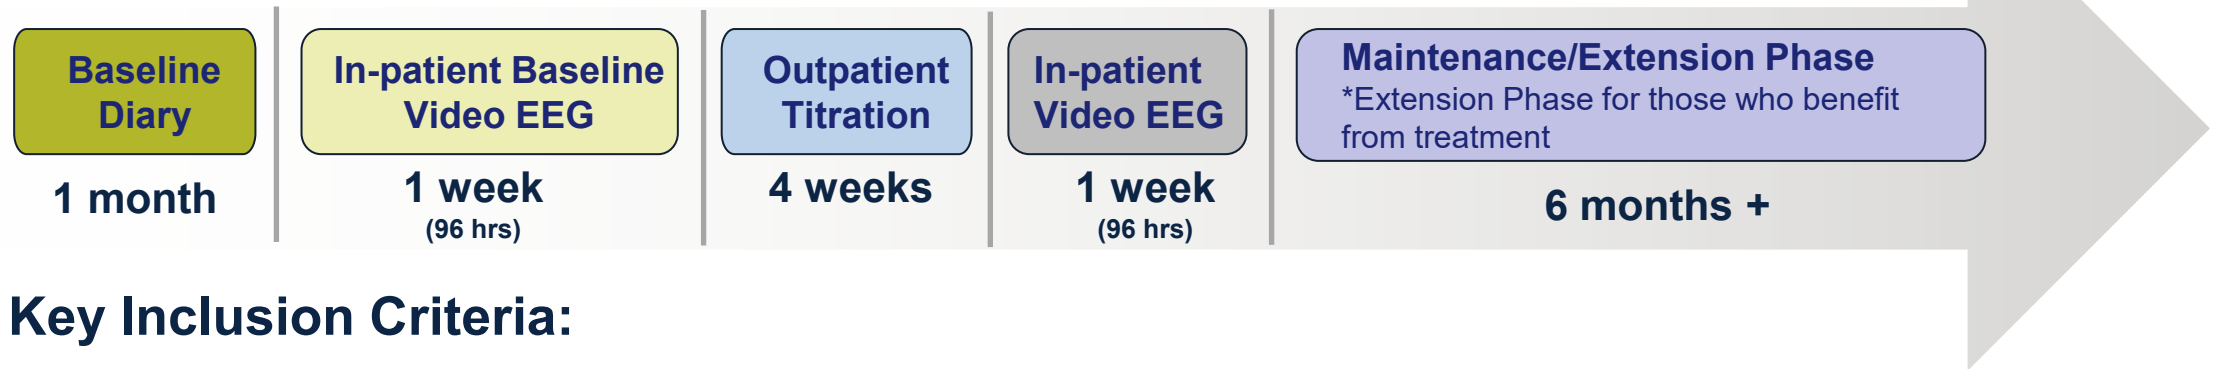 Baseline
Diary
1 month
In-patient Baseline
Video EEG
1 week
(96 hrs)
Outpatient
Titration
4 weeks
In-patient
Video EEG
1 week
(96 hrs)
Maintenance/Extension Phase
*Extension Phase for those who benefit
from treatment
6 months +
Key Inclusion Criteria: